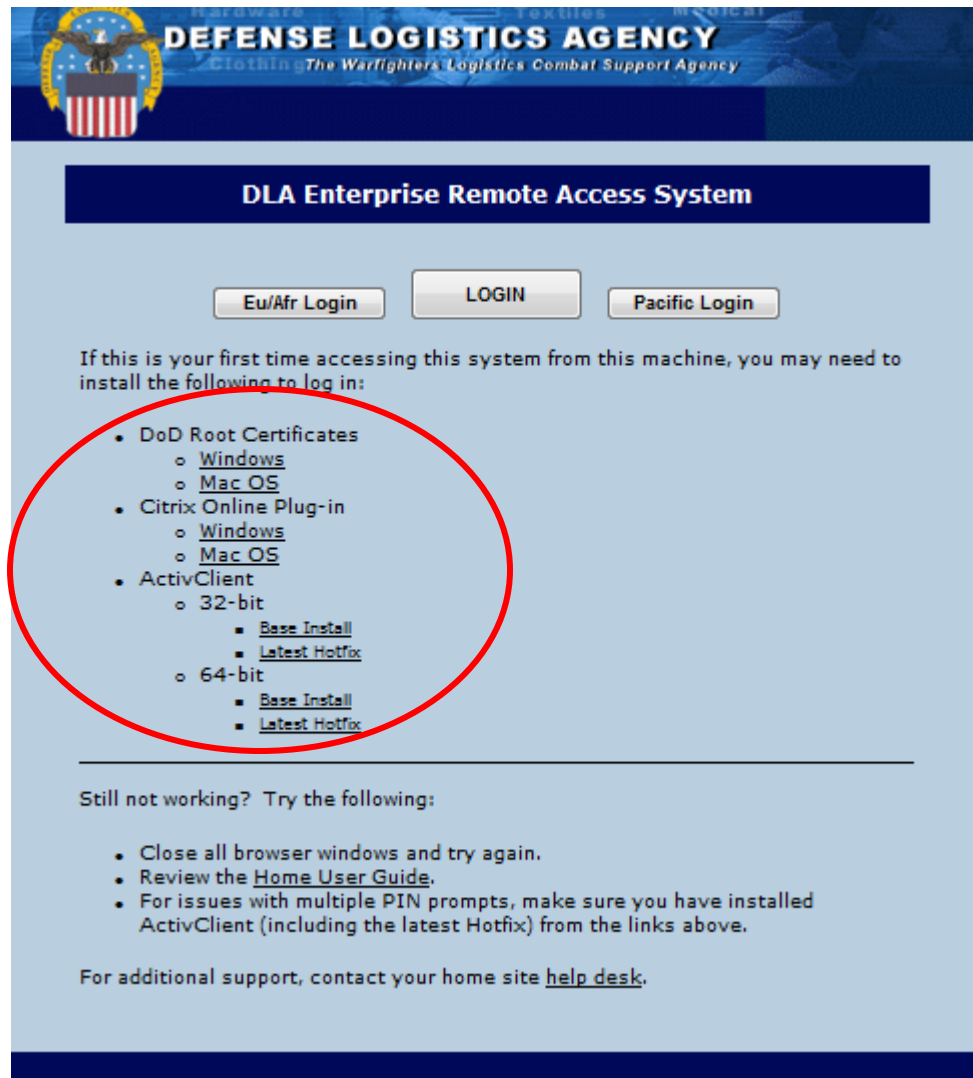 Hardware Textiles Medical
DEFENSE LOGISTICS AGENCY
Clothing The Warfighters Logistics Combat Support Agency
DLA Enterprise Remote Access System
Eu/Afr Login LOGIN Pacific Login
If this is your first time accessing this system from this machine, you may need to
install the following to log in:
DoD Root Certificates
Windows
Mac OS
Citrix Online Plug-in
Windows
Mac OS
ActivClient
32-bit
Base Install
Latest Hotfix
64-bit
Base Install
Latest Hotfix
Still not working? Try the following:
Close all browser windows and try again.
Review the Home User Guide.
For issues with multiple PIN prompts, make sure you have installed
ActivClient (including the latest Hotfix) from the links above.
For additional support, contact your home site help desk.